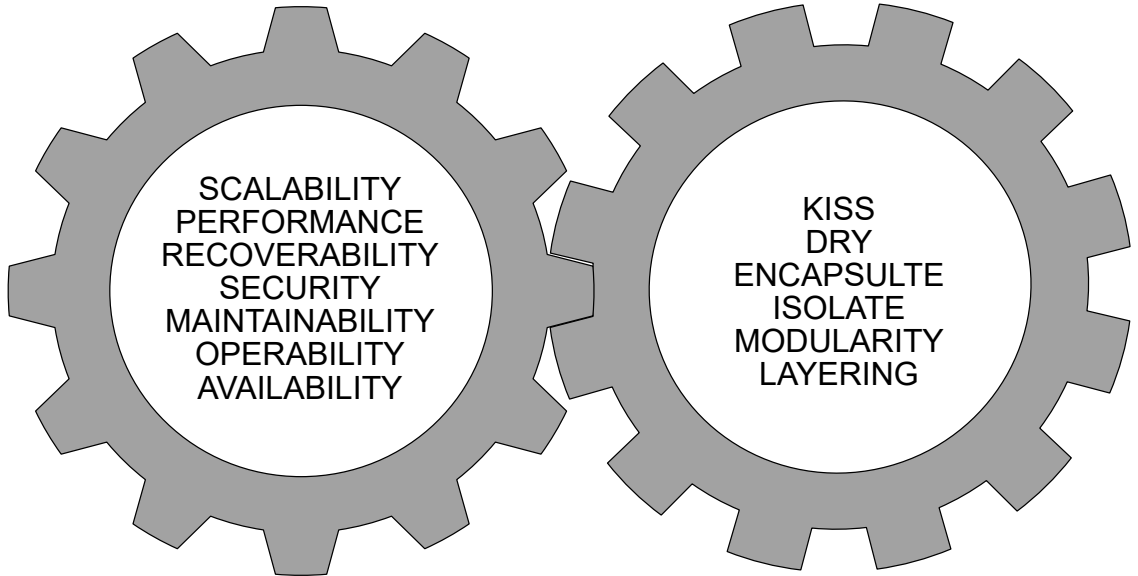 SCALABILITY
PERFORMANCE
RECOVERABILITY
SECURITY
MAINTAINABILITY
OPERABILITY
AVAILABILITY
KISS
DRY
ENCAPSULTE
ISOLATE
MODULARITY
LAYERING